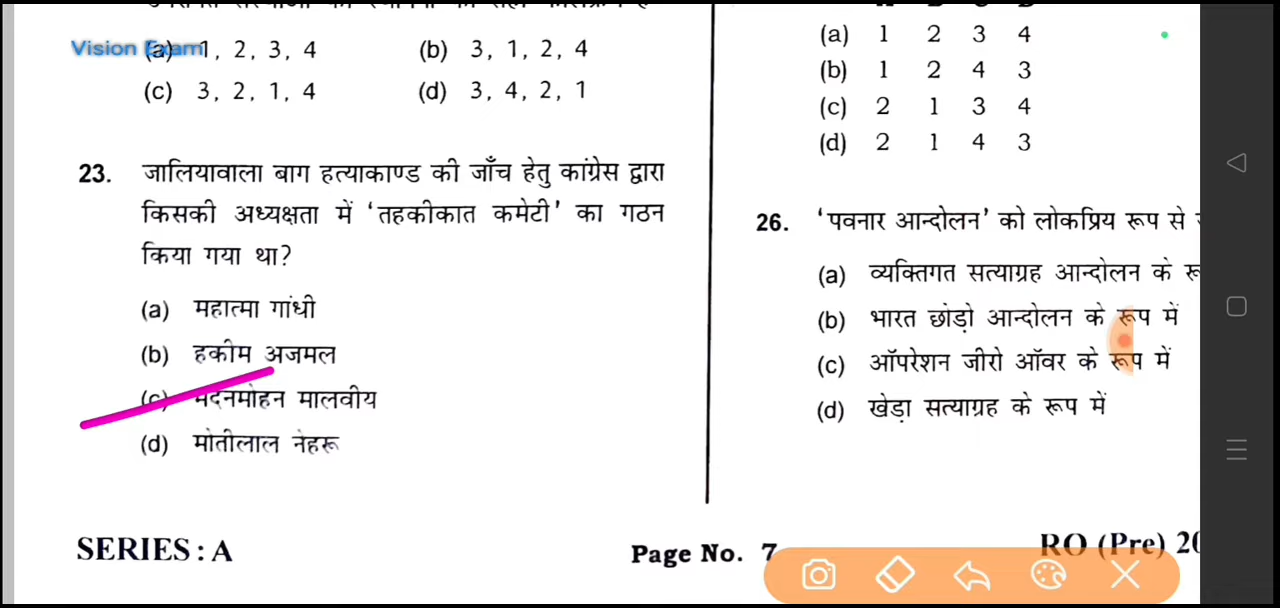 Vision Exam
(a) 1, 2, 3, 4 (b) 3, 1, 2, 4
(c) 3, 2, 1, 4 (d) 3, 4, 2, 1
23. जालियावाला बाग हत्याकाण्ड की जाँच हेतु कांग्रेस द्वारा
किसकी अध्यक्षता में ‘तहकीकात कमेटी’ का गठन
किया गया था?
(a) महात्मा गांधी
(b) हकीम अजमल
(c) मदनमोहन मालवीय
(d) मोतीलाल नेहरू
(a) 1 2 3 4
(b) 1 2 4 3
(c) 2 1 3 4
(d) 2 1 4 3
26. ‘पवनार आन्दोलन’ को लोकप्रिय रूप से
(a) व्यक्तिगत सत्याग्रह आन्दोलन के
(b) भारत छोड़ो आन्दोलन के रूप में
(c) ऑपरेशन जीरो ऑवर के रूप में
(d) खेड़ा सत्याग्रह के रूप में
SERIES : A
Page No. 7
RO (Pre) 20